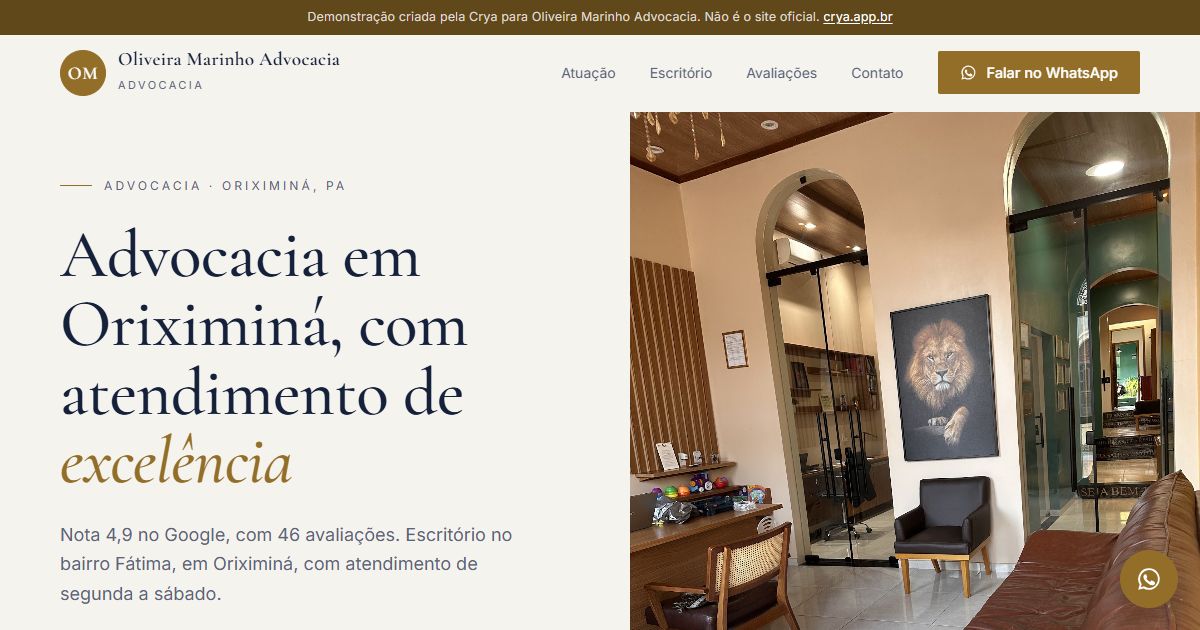 Demonstração criada pela Crya para Oliveira Marinho Advocacia. Não é o site oficial. crya.app.br
OM
Oliveira Marinho Advocacia
ADVOCACIA
Atuação
Escritório
Avaliações
Contato
Falar no WhatsApp
ADVOCACIA · ORIXIMINÁ, PA
Advocacia em
Oriximiná, com
atendimento de
excelência
Nota 4,9 no Google, com 46 avaliações. Escritório no
bairro Fátima, em Oriximiná, com atendimento de
segunda a sábado.
SEJA BEM